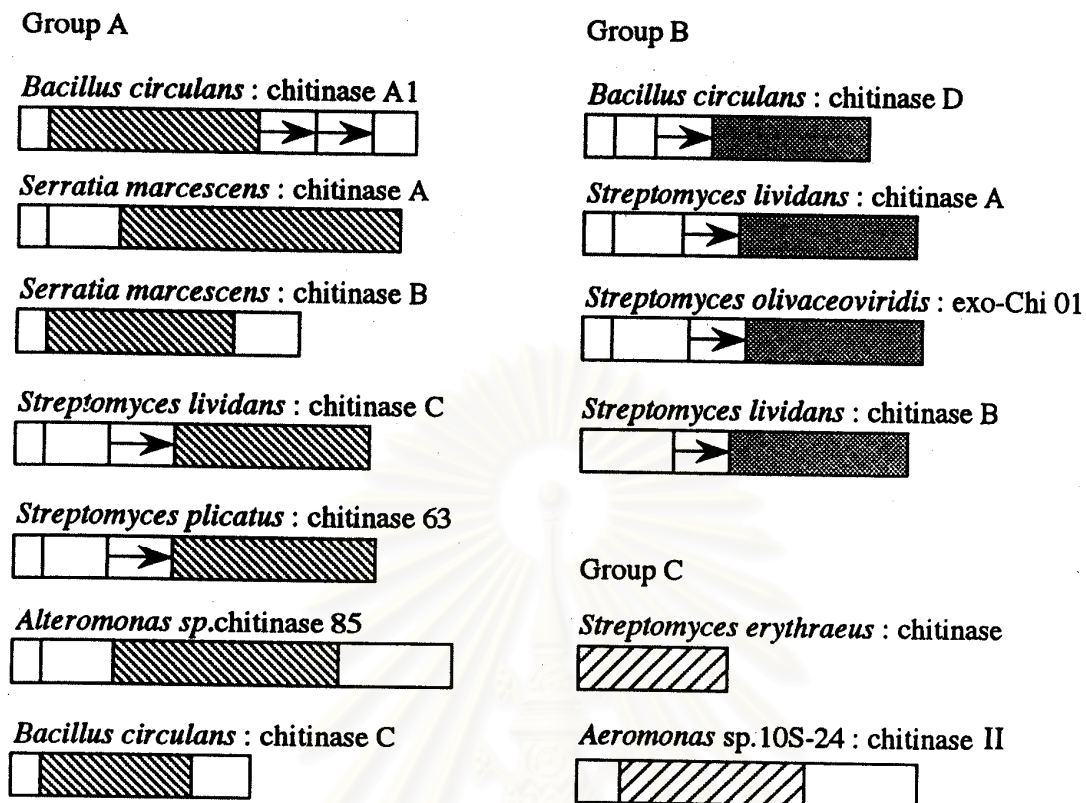 Group A
Bacillus circulans : chitinase A1
Serratia marcescens : chitinase A
Serratia marcescens : chitinase B
Streptomyces lividans : chitinase C
Streptomyces plicatus : chitinase 63
Alteromonas sp.chitinase 85
Bacillus circulans : chitinase C
Group B
Bacillus circulans : chitinase D
Streptomyces lividans : chitinase A
Streptomyces olivaceoviridis : exo-Chi 01
Streptomyces lividans : chitinase B
Group C
Streptomyces erythraeus : chitinase
Aeromonas sp.10S-24 : chitinase II